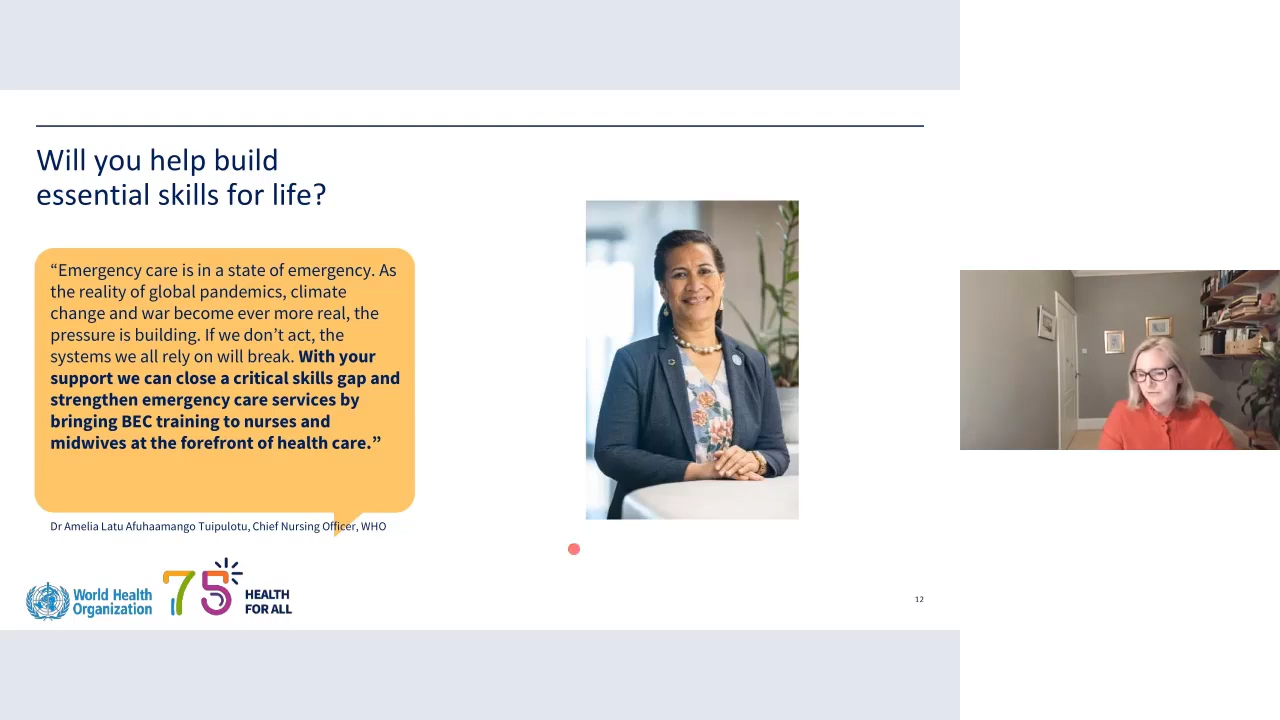 Will you help build
essential skills for life?
“Emergency care is in a state of emergency. As
the reality of global pandemics, climate
change and war become ever more real, the
pressure is building. If we don’t act, the
systems we all rely on will break. With your
support we can close a critical skills gap and
strengthen emergency care services by
bringing BEC training to nurses and
midwives at the forefront of health care.”
Dr Amelia Latu Afuhaamango Tuipulotu, Chief Nursing Officer, WHO
World Health
Organization
75
HEALTH
FOR ALL
12